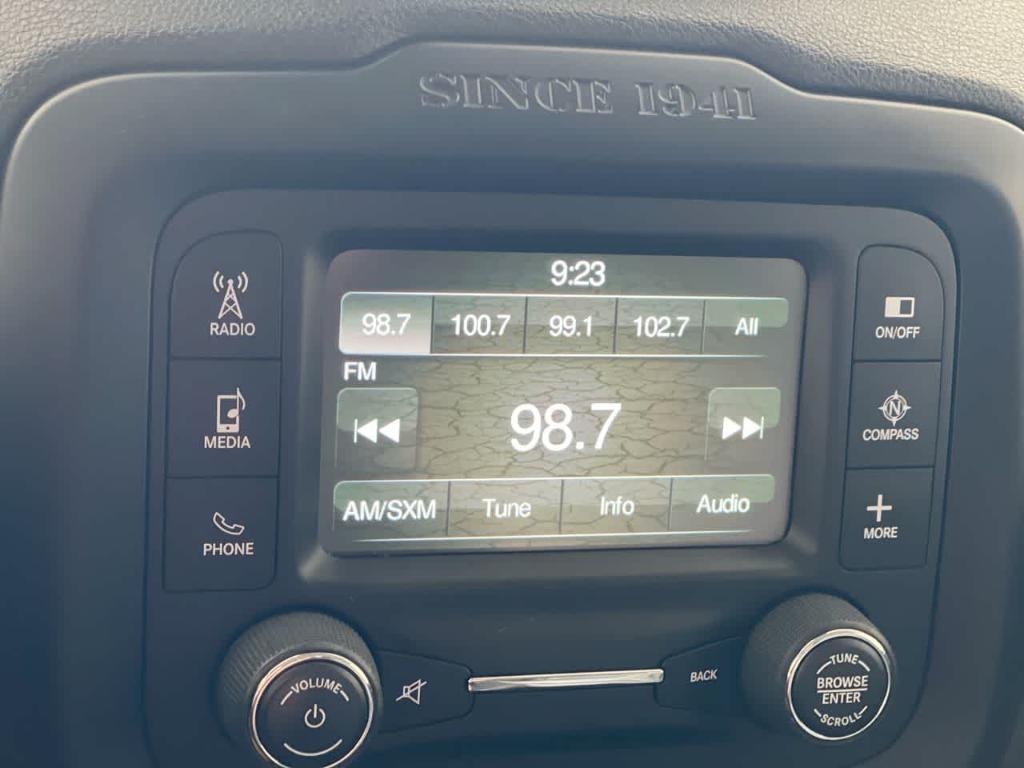 SINCE 1941
9:23
98.7 100.7 99.1 102.7 All
FM
98.7
AM/SXM Tune Info Audio
RADIO
MEDIA
PHONE
ON/OFF
N
COMPASS
MORE
VOLUME
BACK
TUNE
BROWSE
ENTER
SCROLL